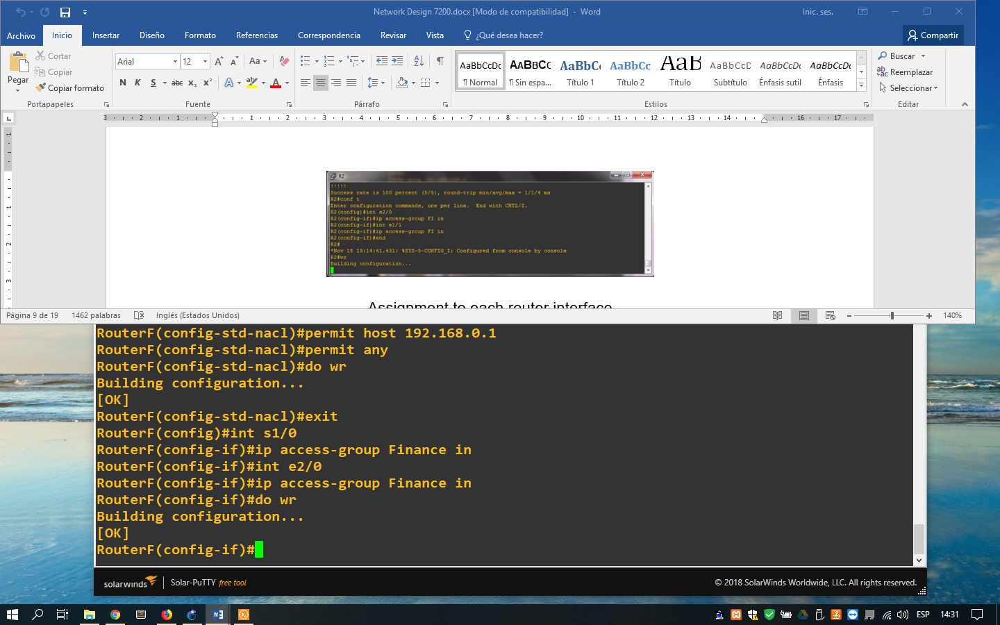 Network Design 7200.docx [Modo de compatibilidad] - Word
Inic. ses.
Archivo Inicio Insertar Diseño Formato Referencias Correspondencia Revisar Vista ¿Qué desea hacer? Compartir
Pegar
Cortar
Copiar
Copiar formato
Portapapeles
Arial 12
N K S abc x₂ x²
Fuente
Párrafo
AaBbCcDc AaBbCc AaBbCc AaBbCc AaB AaBbCcD AaBbCcDc AaBbCcDc
¶ Normal ¶ Sin espa... Título 1 Título 2 Título Subtítulo Énfasis sutil Énfasis
Estilos
Buscar
Reemplazar
Seleccionar
Editar
3 2 1 1 2 3 4 5 6 7 8 9 10 11 12 13 14 16 17
1
1
2
3
R2
!!!!!
Success rate is 100 percent (5/5), round-trip min/avg/max = 1/1/4 ms
R2#conf t
Enter configuration commands, one per line. End with CNTL/Z.
R2(config)#int s2/0
R2(config-if)#ip access-group FI in
R2(config-if)#int e1/1
R2(config-if)#ip access-group FI in
R2(config-if)#end
R2#
*Nov 18 19:14:41.431: %SYS-5-CONFIG_I: Configured from console by console
R2#wr
Building configuration...
Assignment to each router interface
Página 9 de 19 1462 palabras Inglés (Estados Unidos) 140%
RouterF(config-std-nacl)#permit host 192.168.0.1
RouterF(config-std-nacl)#permit any
RouterF(config-std-nacl)#do wr
Building configuration...
[OK]
RouterF(config-std-nacl)#exit
RouterF(config)#int s1/0
RouterF(config-if)#ip access-group Finance in
RouterF(config-if)#int e2/0
RouterF(config-if)#ip access-group Finance in
RouterF(config-if)#do wr
Building configuration...
[OK]
RouterF(config-if)#
solarwinds Solar-PuTTY free tool © 2018 SolarWinds Worldwide, LLC. All rights reserved.
ESP 14:31